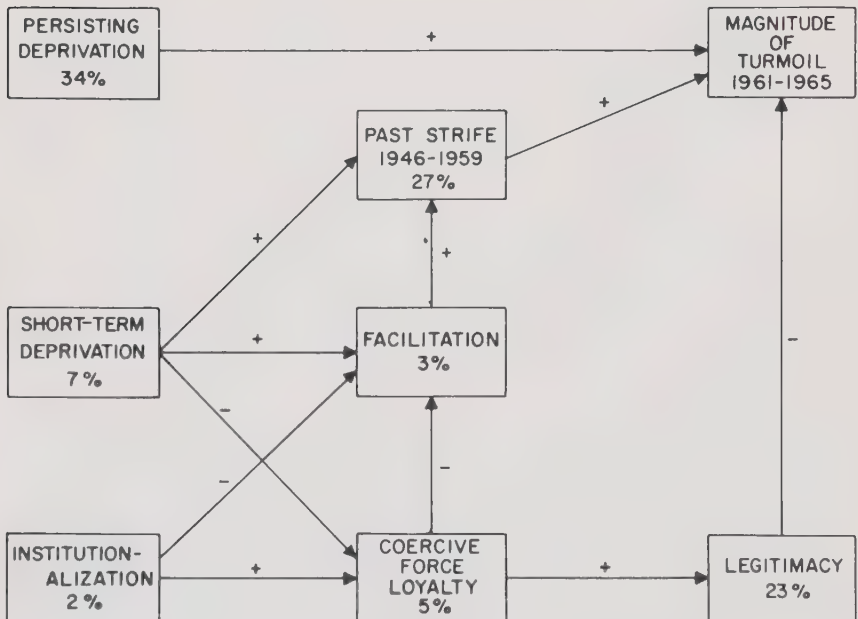 PERSISTING
DEPRIVATION
34%
+
MAGNITUDE
OF
TURMOIL
1961-1965
PAST STRIFE
1946-1959
27%
+
+
+
SHORT-TERM
DEPRIVATION
7%
+
FACILITATION
3%
-
-
-
-
INSTITUTION-
ALIZATION
2%
+
COERCIVE
FORCE
LOYALTY
5%
+
LEGITIMACY
23%